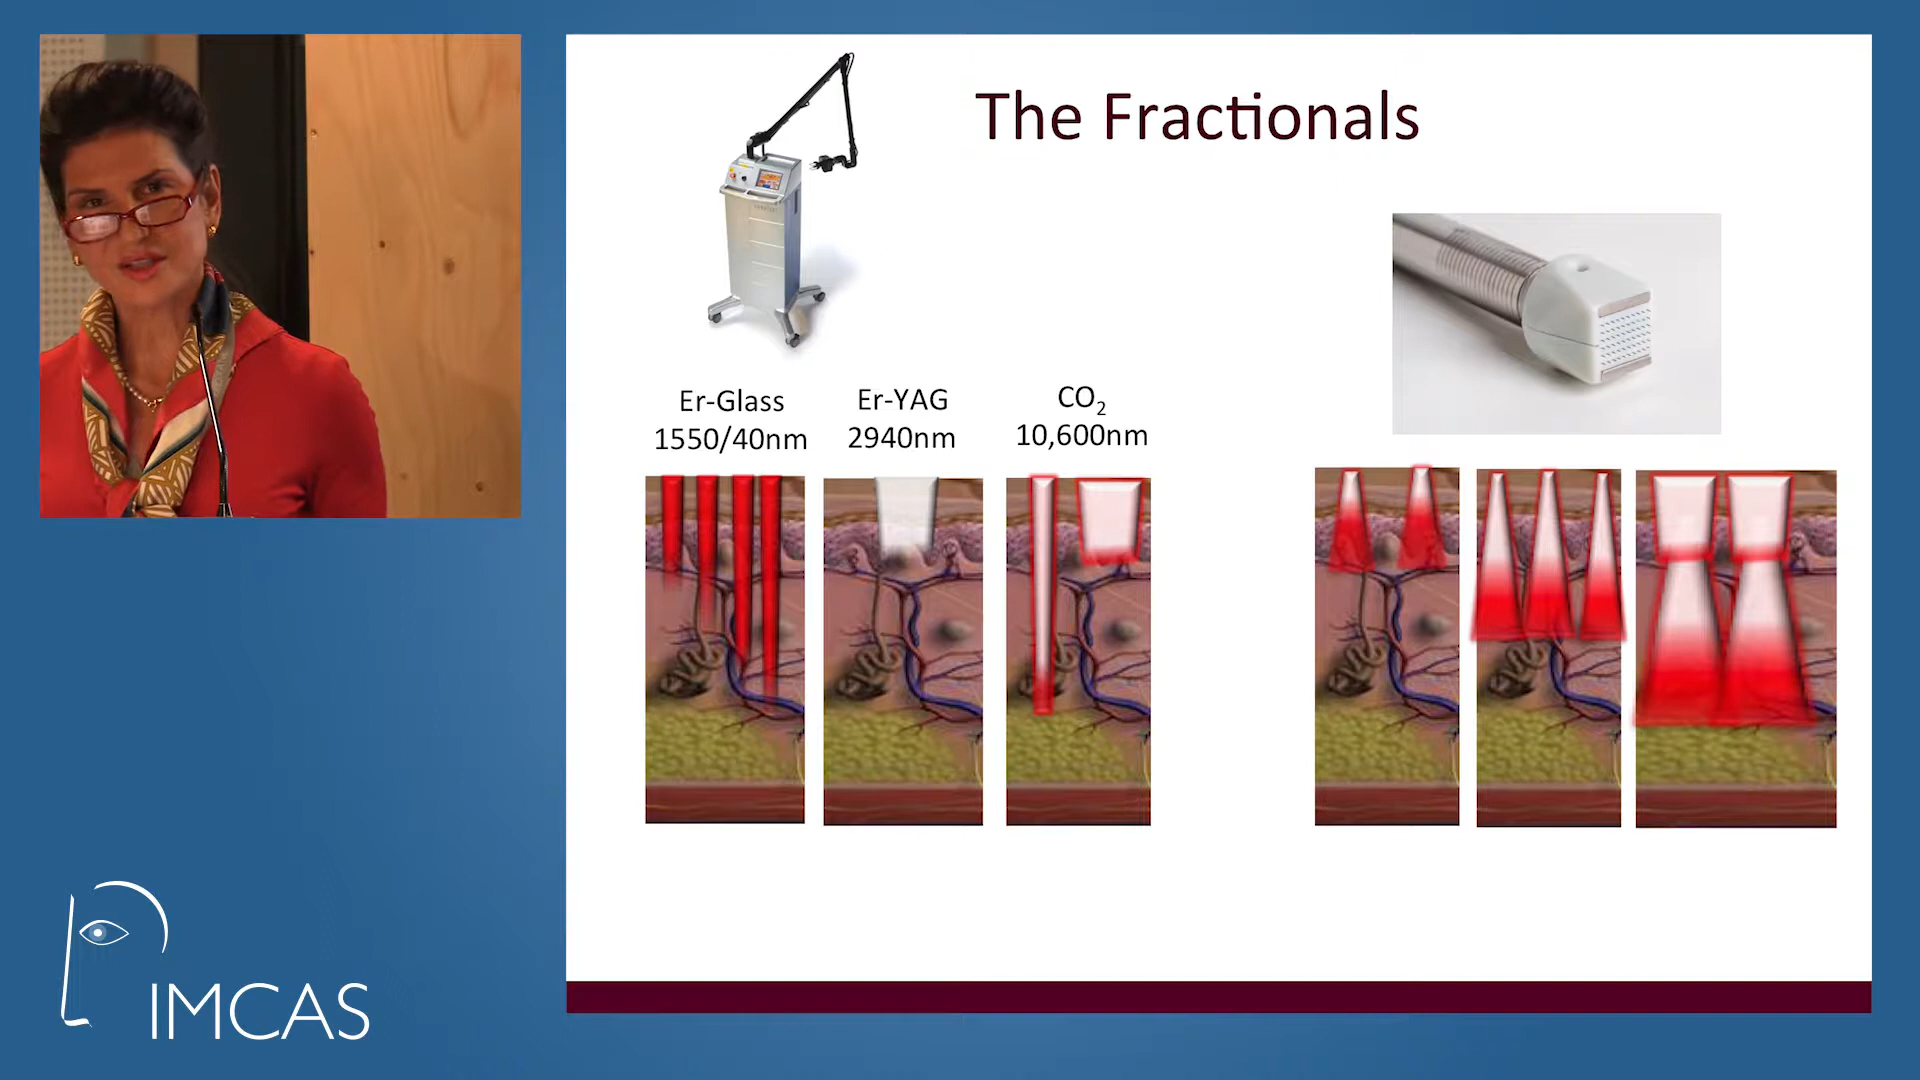 The Fractionals
Er-Glass
1550/40nm
Er-YAG
2940nm
CO₂
10,600nm
IMCAS